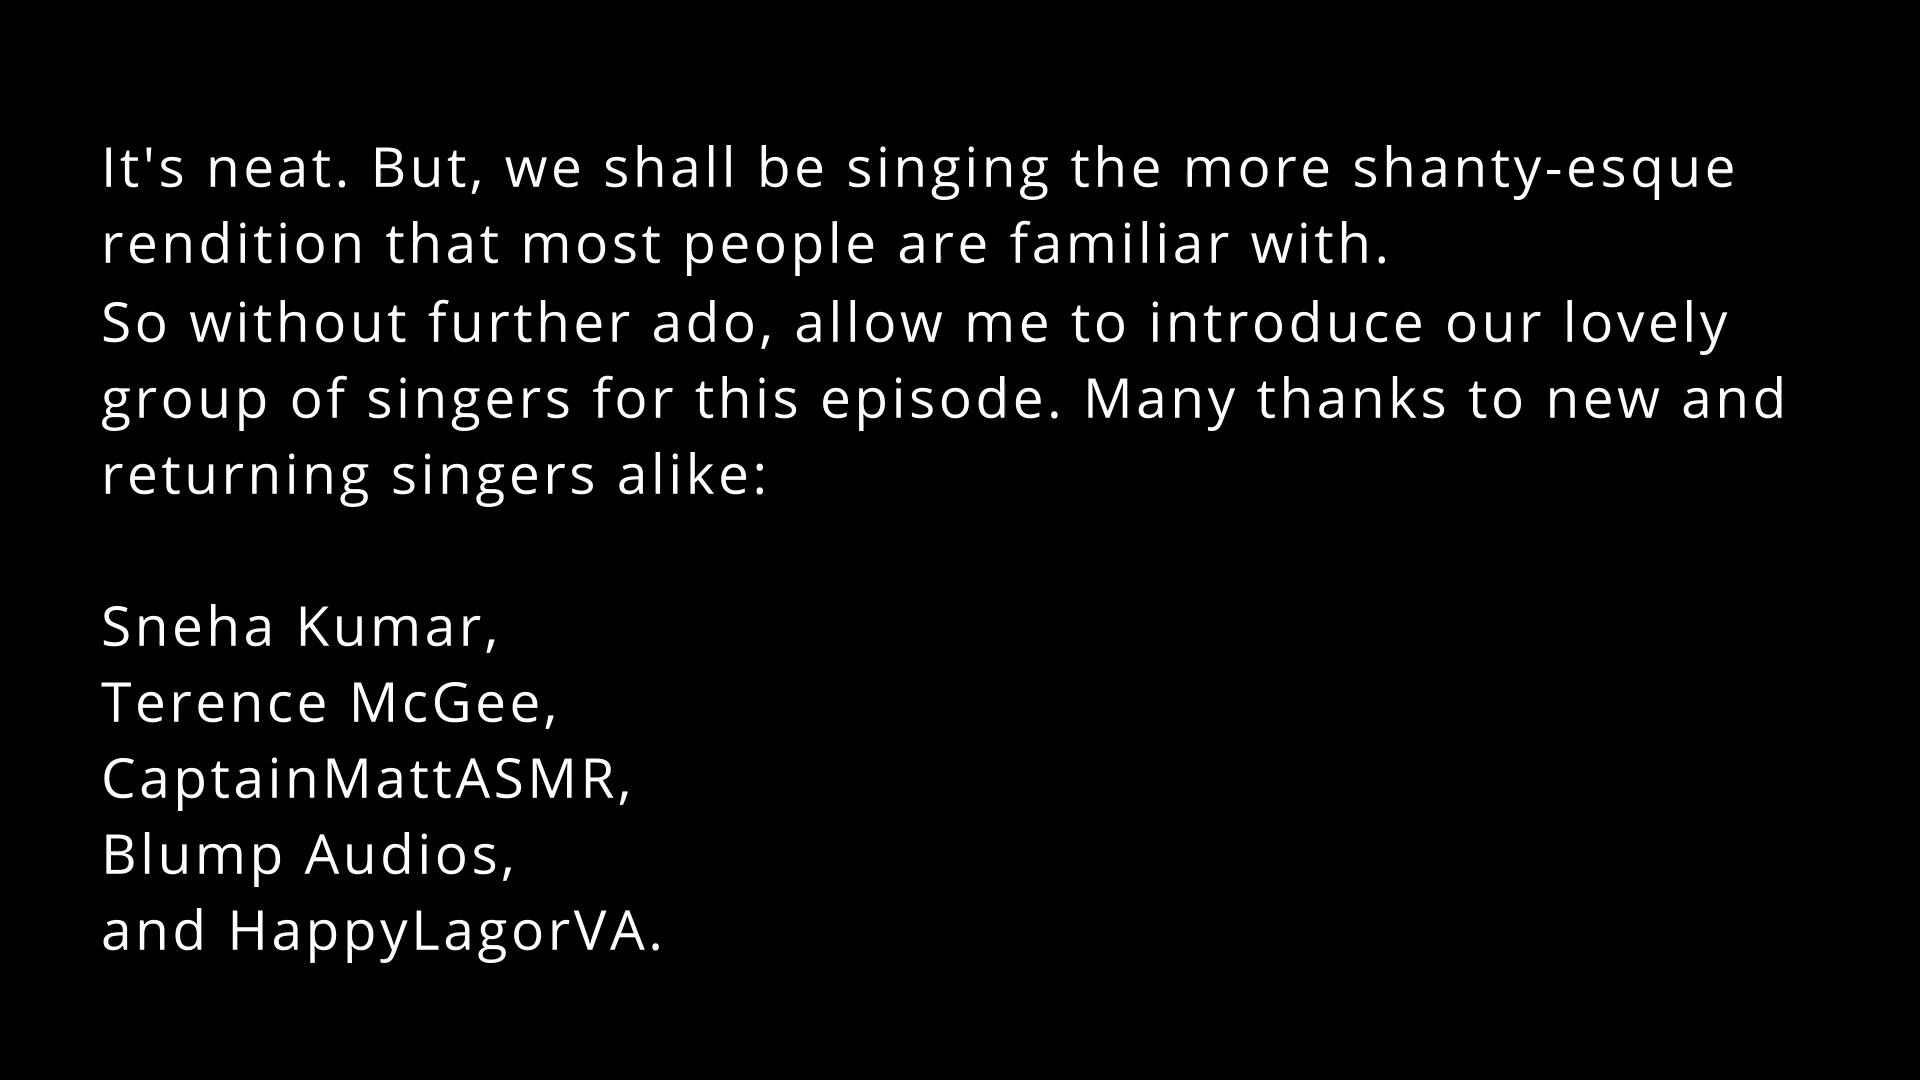 It's neat. But, we shall be singing the more shanty-esque
rendition that most people are familiar with.
So without further ado, allow me to introduce our lovely
group of singers for this episode. Many thanks to new and
returning singers alike:
Sneha Kumar,
Terence McGee,
CaptainMattASMR,
Blump Audios,
and HappyLagorVA.